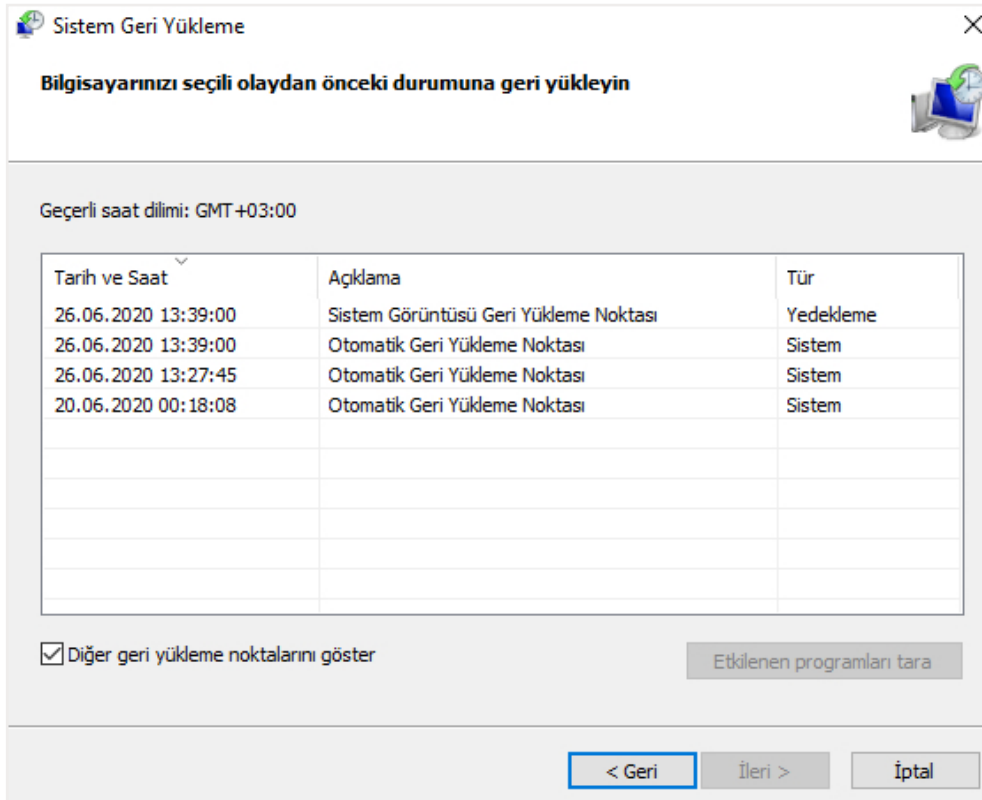 Sistem Geri Yükleme
Bilgisayarınızı seçili olaydan önceki durumuna geri yükleyin
Geçerli saat dilimi: GMT+03:00
Tarih ve Saat Açıklama Tür
26.06.2020 13:39:00 Sistem Görüntüsü Geri Yükleme Noktası Yedekleme
26.06.2020 13:39:00 Otomatik Geri Yükleme Noktası Sistem
26.06.2020 13:27:45 Otomatik Geri Yükleme Noktası Sistem
20.06.2020 00:18:08 Otomatik Geri Yükleme Noktası Sistem
Diğer geri yükleme noktalarını göster Etkilenen programları tara
< Geri İleri > İptal